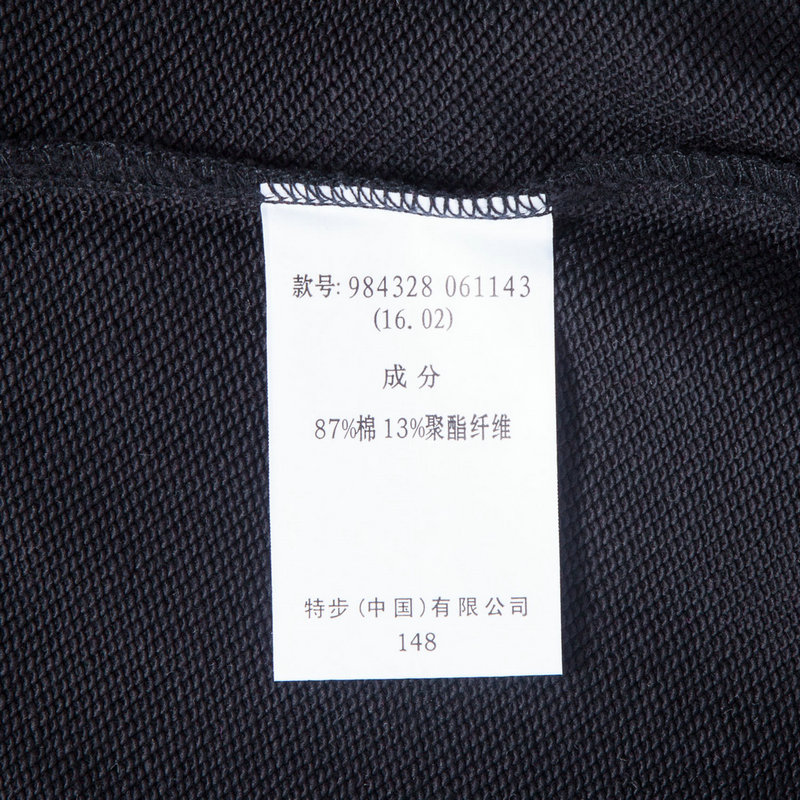 款号: 984328 061143
(16.02)
成分
87%棉 13%聚酯纤维
特步(中国)有限公司
148